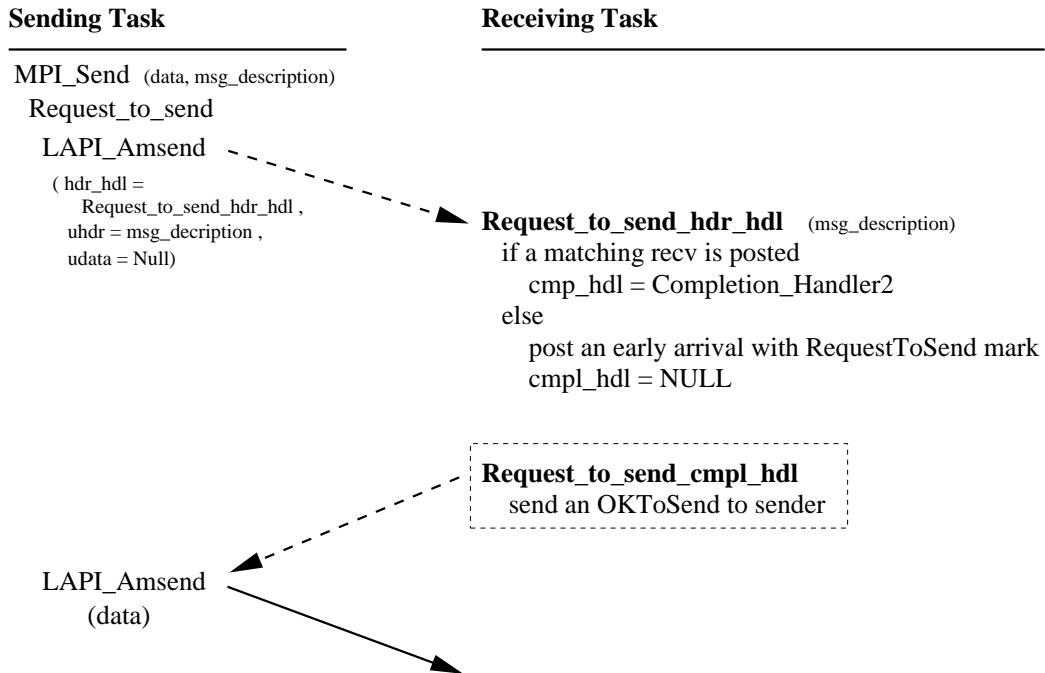 Sending Task
Receiving Task
MPI_Send (data, msg_description)
Request_to_send
LAPI_Amsend
( hdr_hdl =
Request_to_send_hdr_hdl ,
uhdr = msg_decription ,
udata = Null)
Request_to_send_hdr_hdl (msg_description)
if a matching recv is posted
cmp_hdl = Completion_Handler2
else
post an early arrival with RequestToSend mark
cmpl_hdl = NULL
Request_to_send_cmpl_hdl
send an OKToSend to sender
LAPI_Amsend
(data)